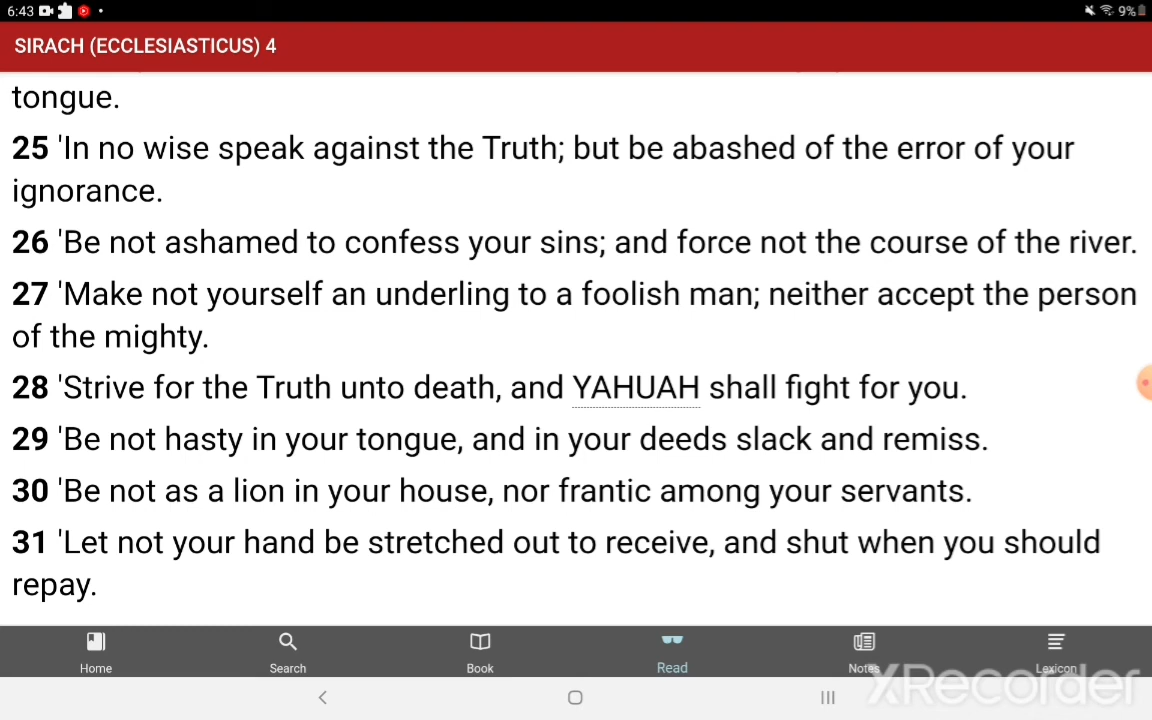 6:43
9%
SIRACH (ECCLESIASTICUS) 4
tongue.
25 'In no wise speak against the Truth; but be abashed of the error of your
ignorance.
26 'Be not ashamed to confess your sins; and force not the course of the river.
27 'Make not yourself an underling to a foolish man; neither accept the person
of the mighty.
28 'Strive for the Truth unto death, and YAHUAH shall fight for you.
29 'Be not hasty in your tongue, and in your deeds slack and remiss.
30 'Be not as a lion in your house, nor frantic among your servants.
31 'Let not your hand be stretched out to receive, and shut when you should
repay.
Home Search Book Read Notes Lexicon
XRecorder